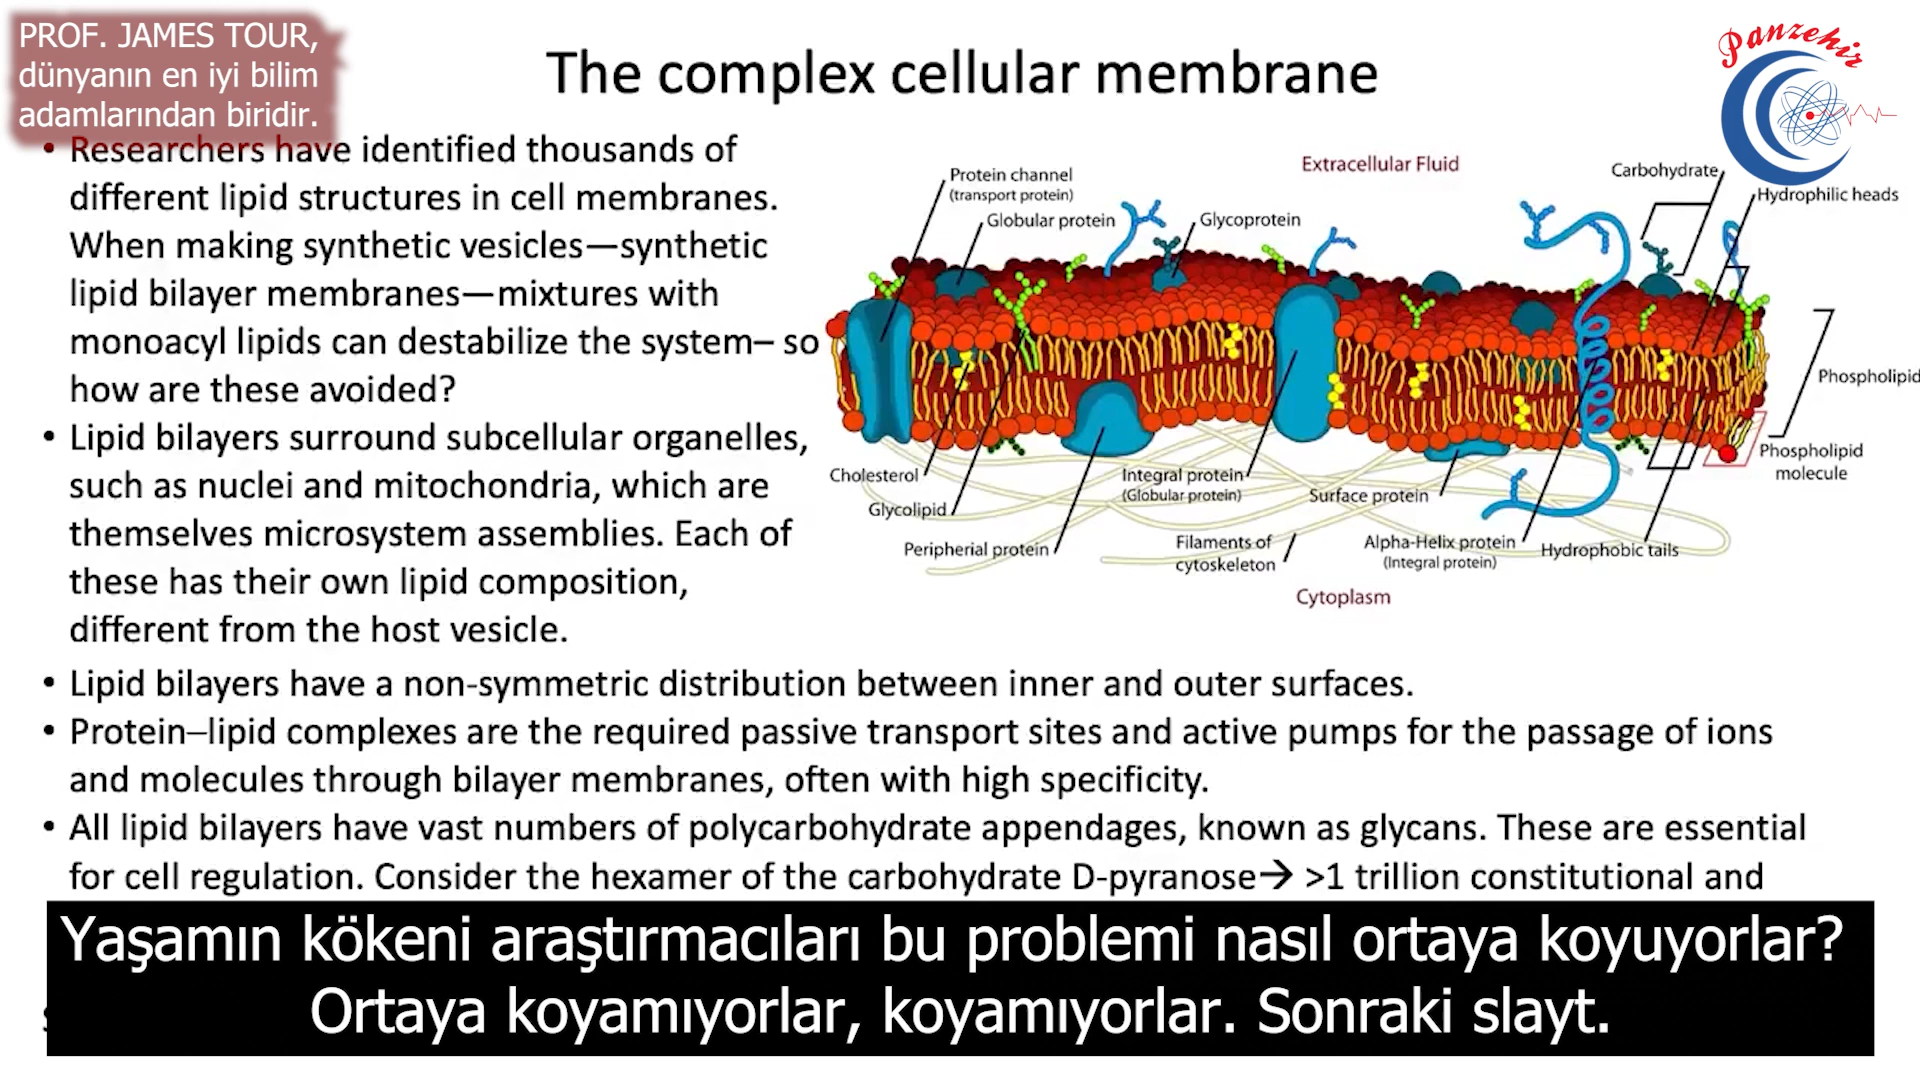 PROF. JAMES TOUR,
dünyanın en iyi bilim
adamlarından biridir.
The complex cellular membrane
Panzehir
• Researchers have identified thousands of
different lipid structures in cell membranes.
When making synthetic vesicles—synthetic
lipid bilayer membranes—mixtures with
monoacyl lipids can destabilize the system– so
how are these avoided?
• Lipid bilayers surround subcellular organelles,
such as nuclei and mitochondria, which are
themselves microsystem assemblies. Each of
these has their own lipid composition,
different from the host vesicle.
Protein channel
(transport protein)
Globular protein
Glycoprotein
Extracellular Fluid
Carbohydrate
Hydrophilic heads
Phospholipid
Phospholipid
molecule
Cholesterol
Glycolipid
Peripherial protein
Integral protein
(Globular protein)
Filaments of
cytoskeleton
Surface protein
Alpha-Helix protein
(Integral protein)
Hydrophobic tails
Cytoplasm
• Lipid bilayers have a non-symmetric distribution between inner and outer surfaces.
• Protein–lipid complexes are the required passive transport sites and active pumps for the passage of ions
and molecules through bilayer membranes, often with high specificity.
• All lipid bilayers have vast numbers of polycarbohydrate appendages, known as glycans. These are essential
for cell regulation. Consider the hexamer of the carbohydrate D-pyranose→ >1 trillion constitutional and
Yaşamın kökeni araştırmacıları bu problemi nasıl ortaya koyuyorlar?
Ortaya koyamıyorlar, koyamıyorlar. Sonraki slayt.